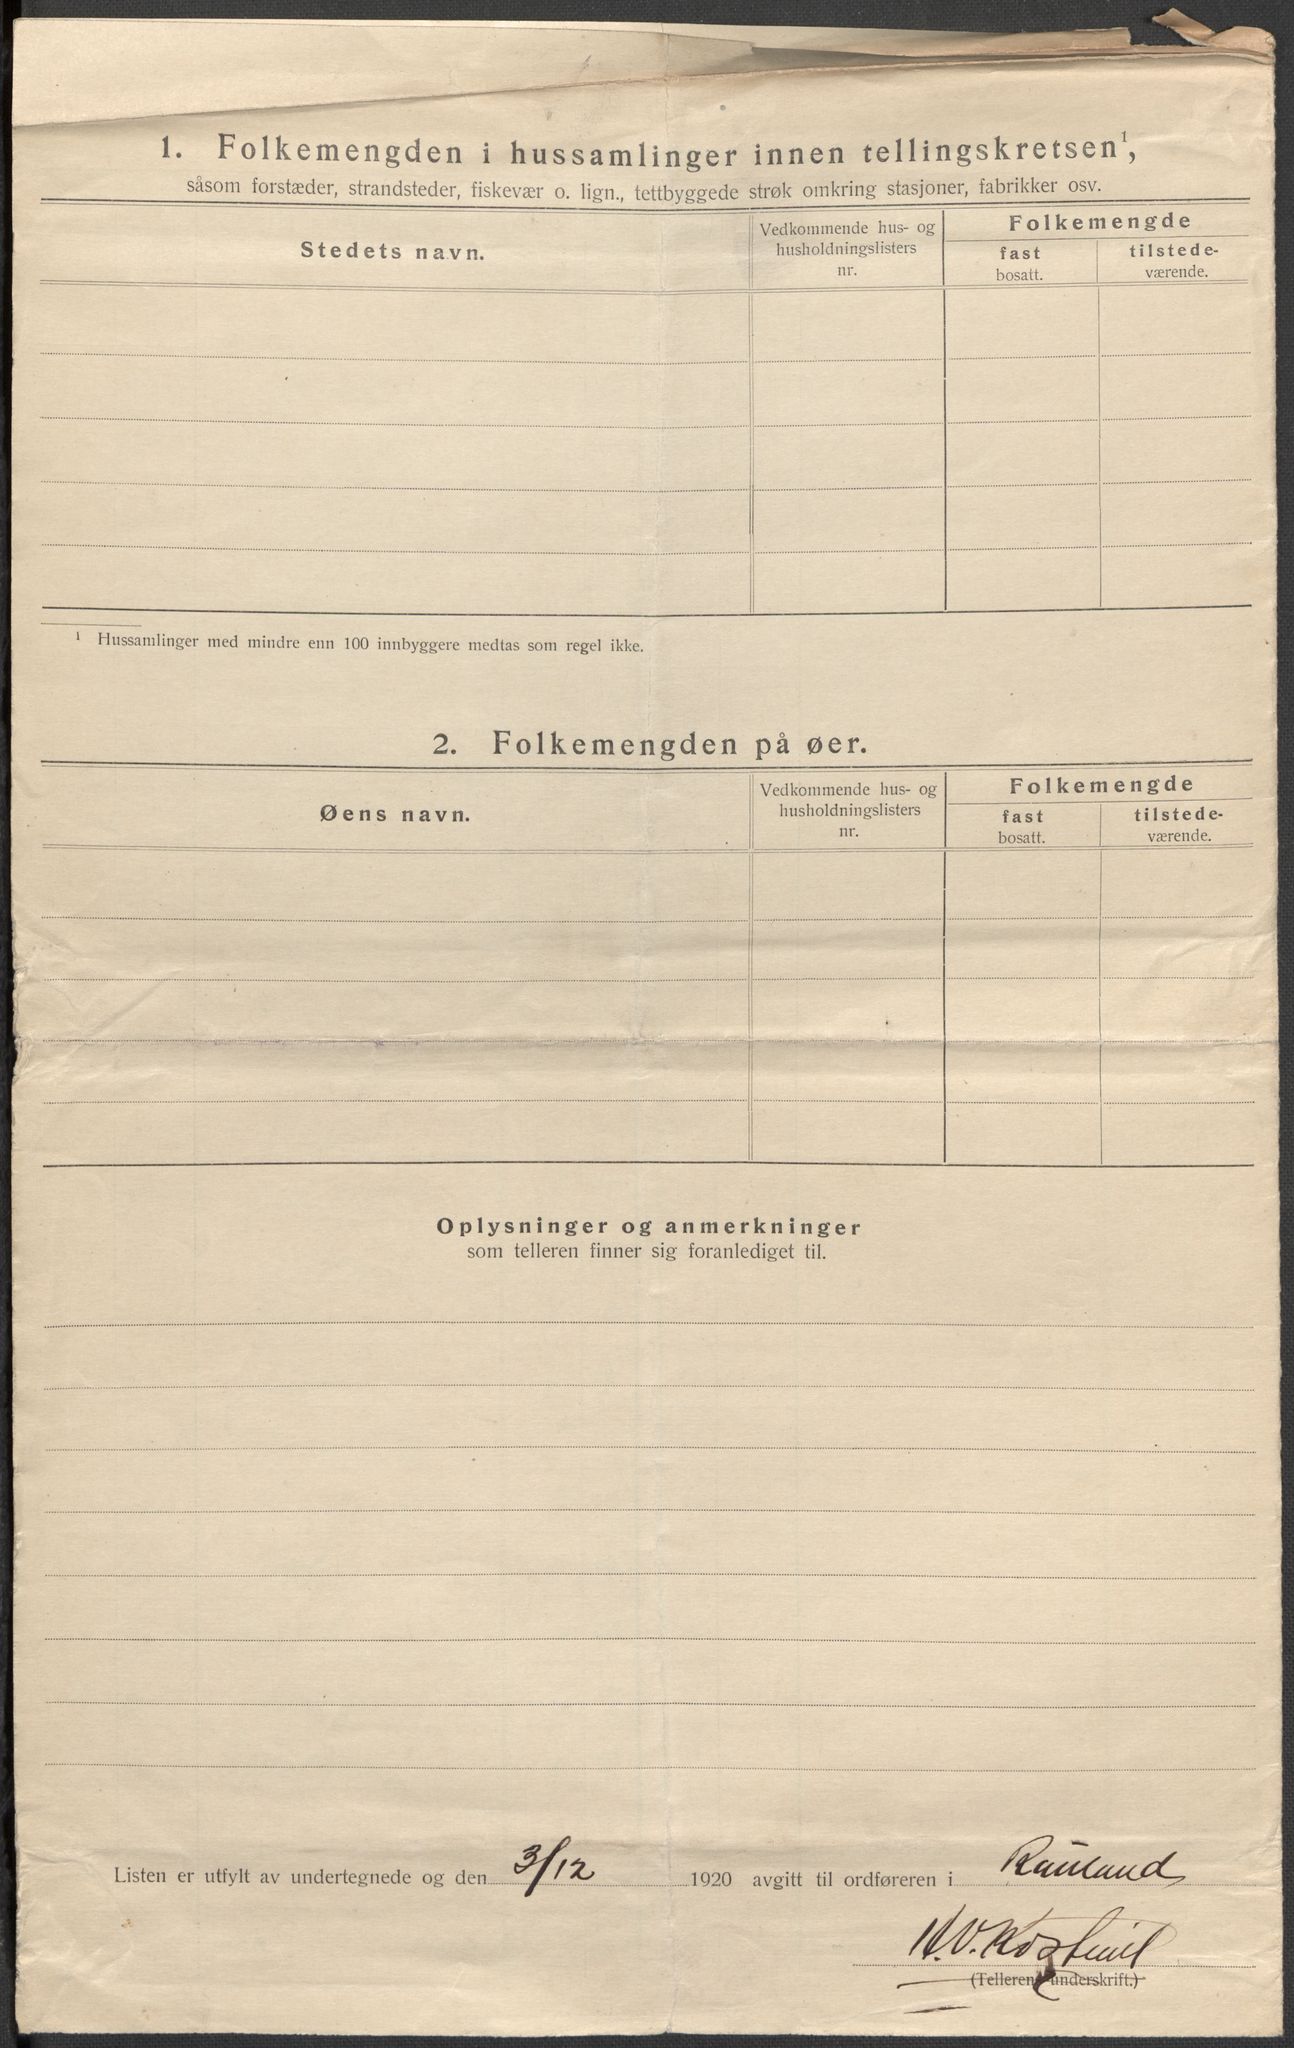 1. Folkemengden i hussamlinger innen tellingskretsen¹,
såsom forstæder, strandsteder, fiskevær o. lign., tettbyggede strøk omkring stasjoner, fabrikker osv.
Stedets navn.
Vedkommende hus- og
husholdningslisters
nr.
Folkemengde
fast
bosatt.
tilstede-
værende.
¹ Hussamlinger med mindre enn 100 innbyggere medtas som regel ikke.
2. Folkemengden på øer.
Øens navn.
Vedkommende hus- og
husholdningslisters
nr.
Folkemengde
fast
bosatt.
tilstede-
værende.
Oplysninger og anmerkninger
som telleren finner sig foranlediget til.
Listen er utfylt av undertegnede og den 3/12 1920 avgitt til ordføreren i Rauland
(Tellerens underskrift.)